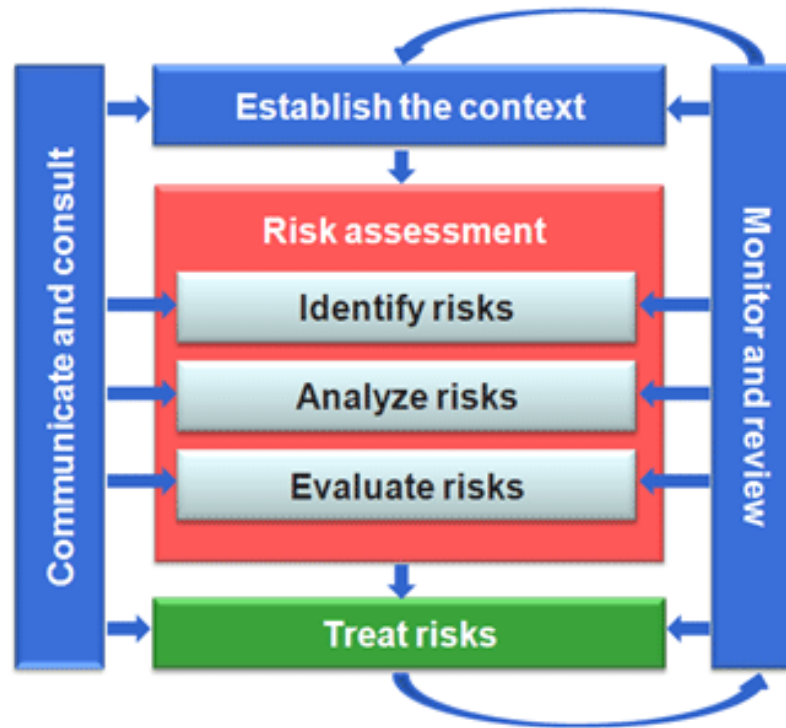 Establish the context
Communicate and consult
Risk assessment
Identify risks
Analyze risks
Evaluate risks
Monitor and review
Treat risks